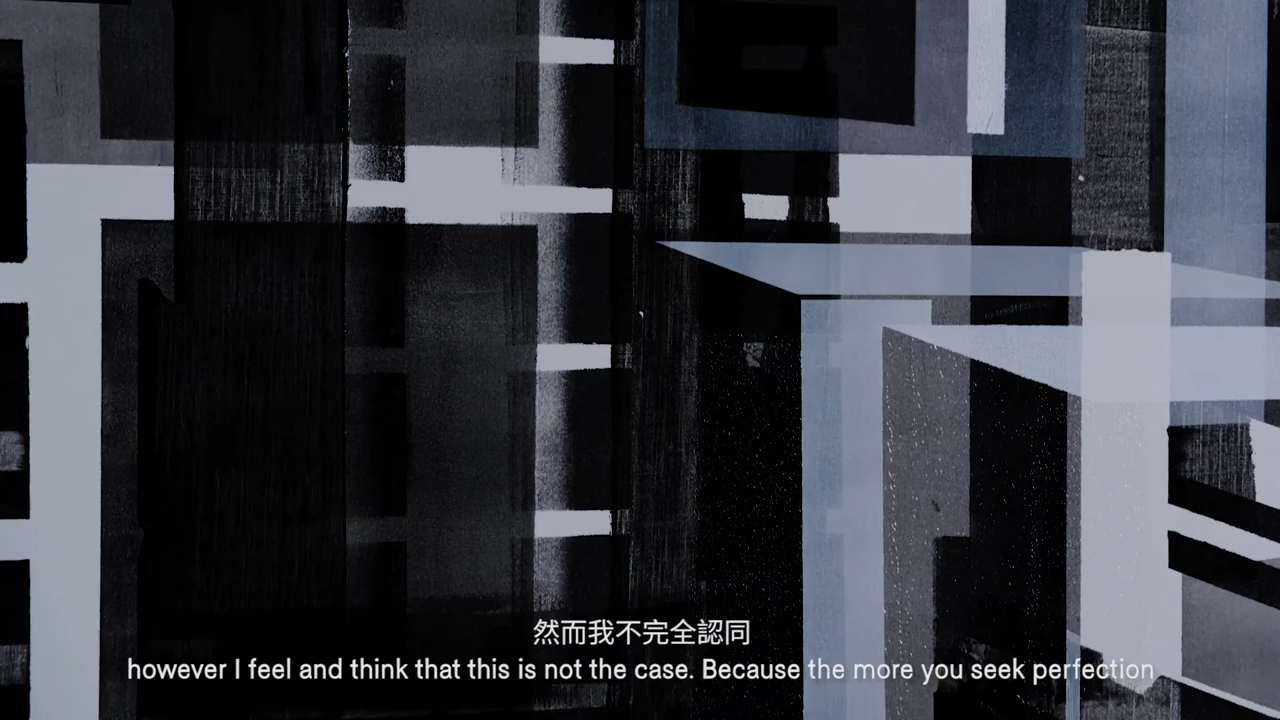 然而我不完全認同
however I feel and think that this is not the case. Because the more you seek perfection